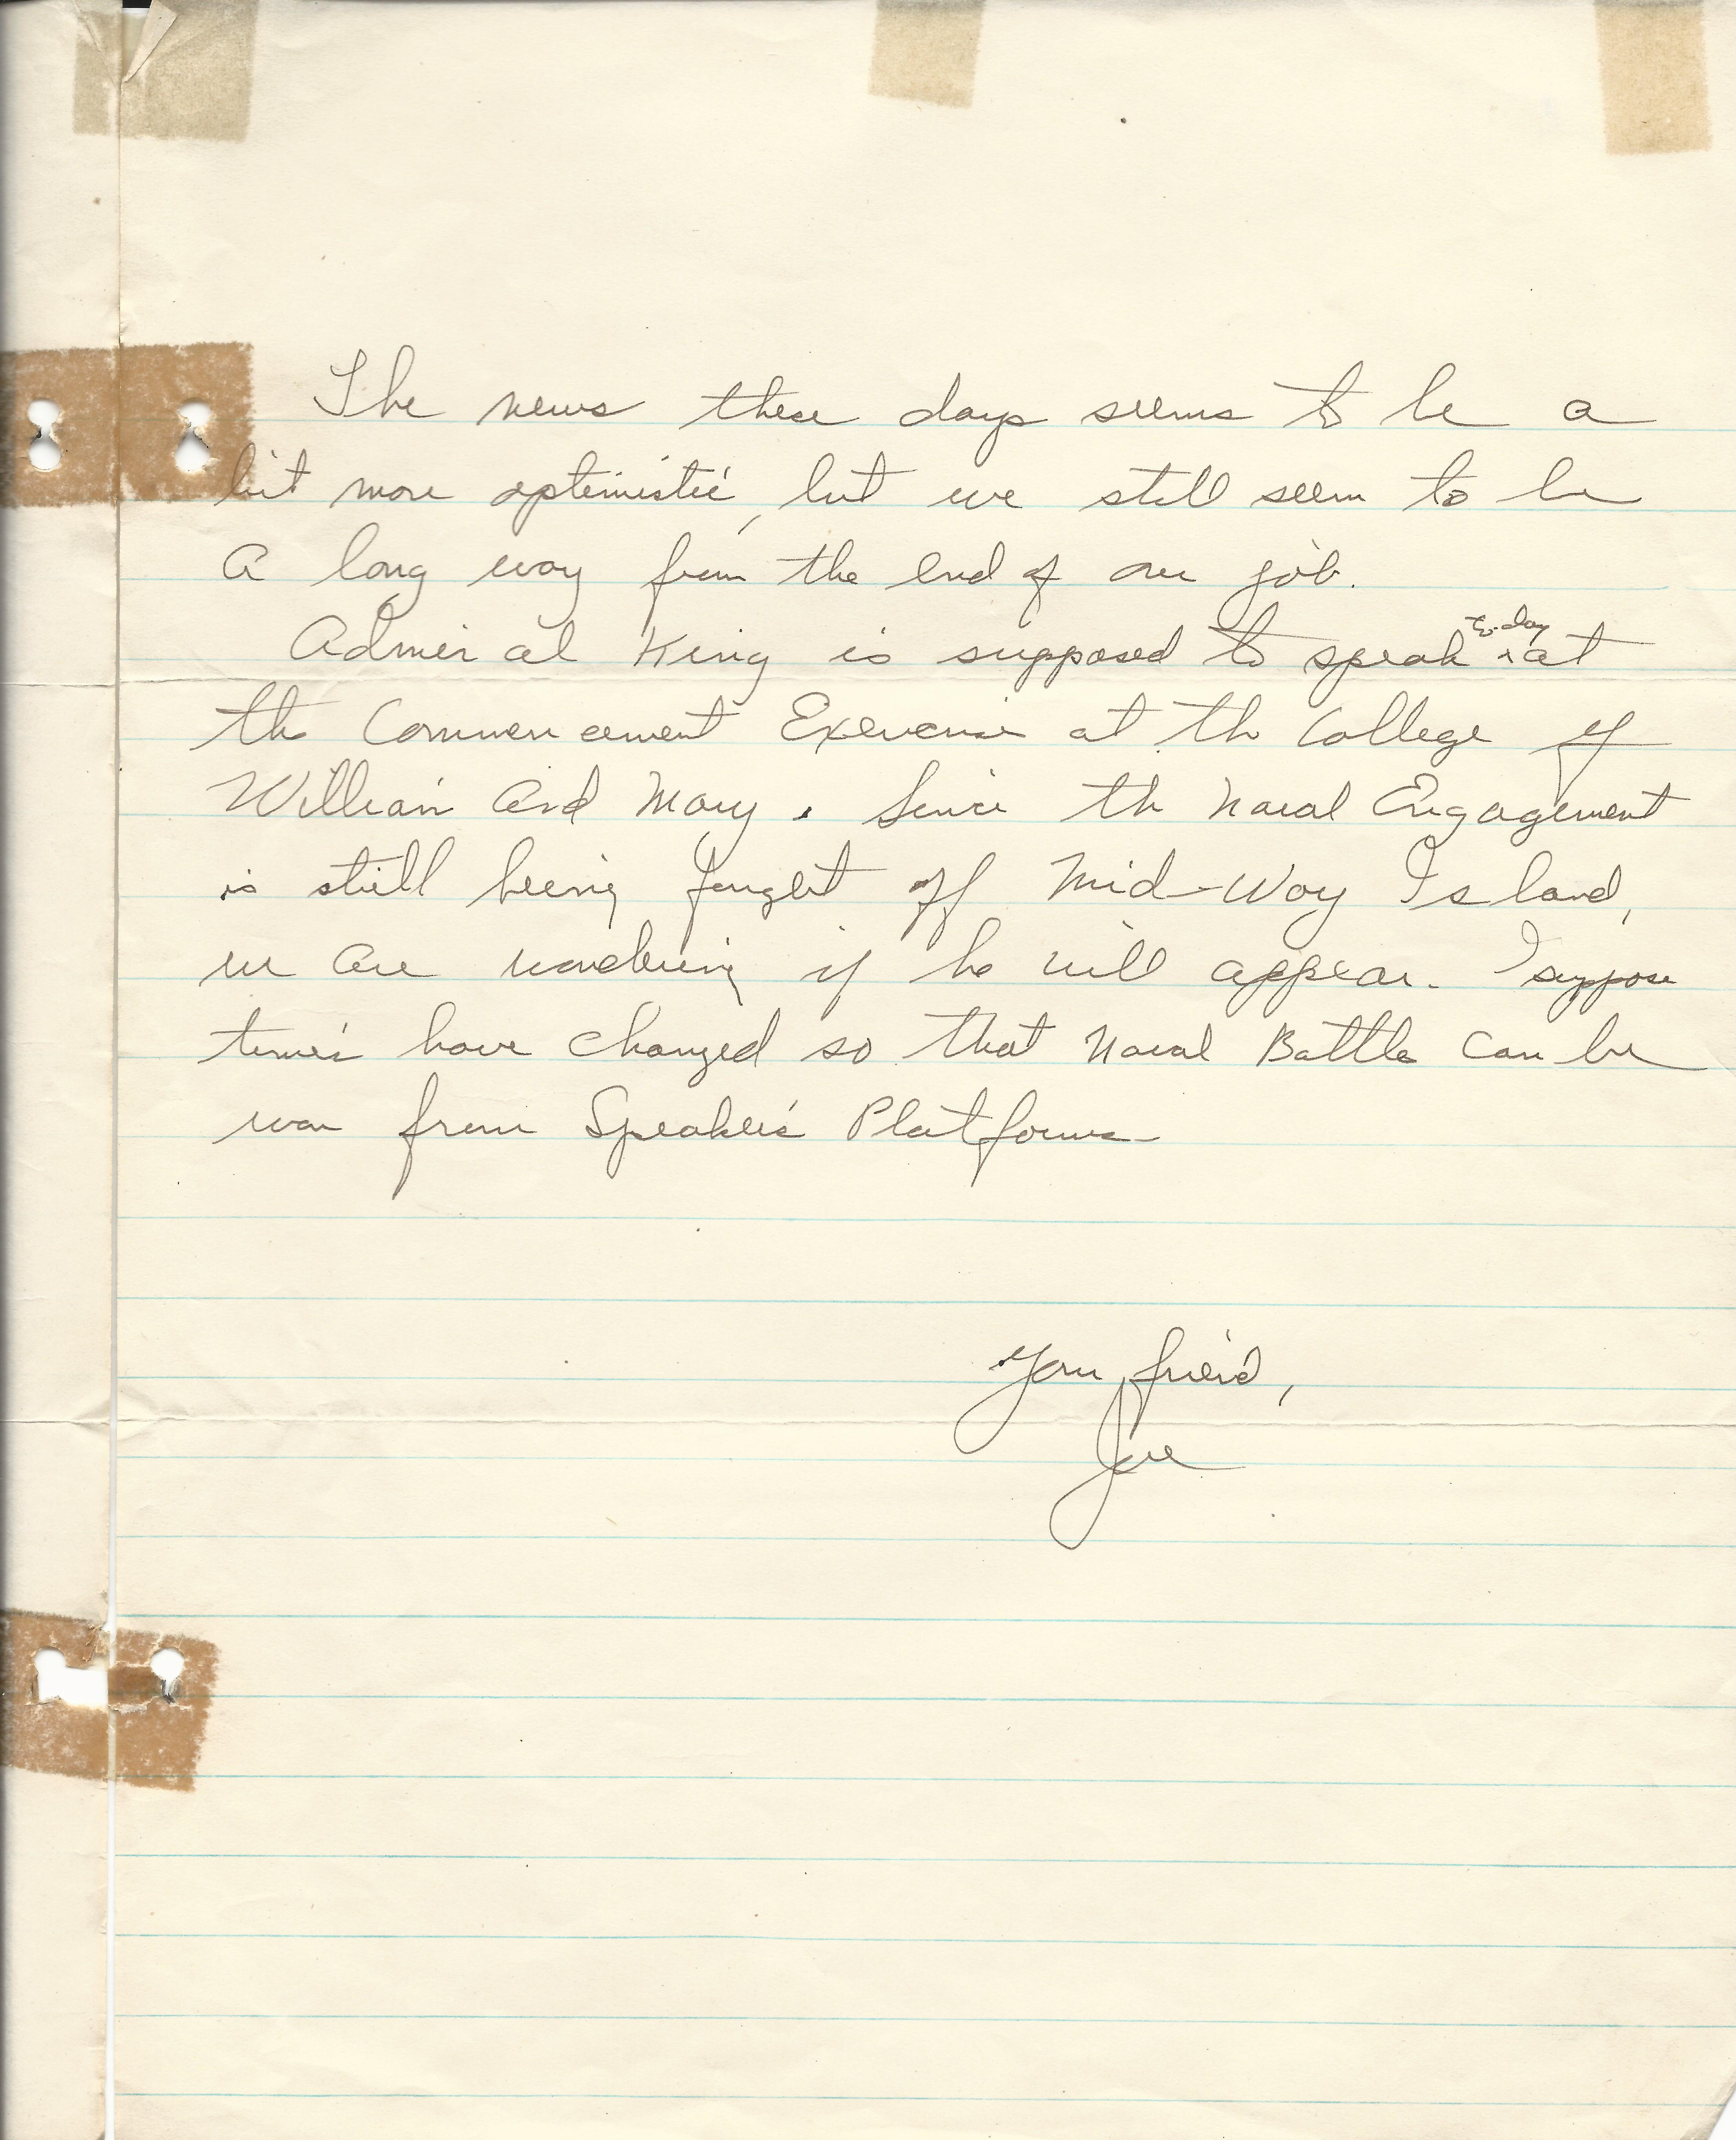 The news these days seems to be a
bit more optimistic, but we still seem to be
a long way from the end of our job.
Admiral King is supposed to speak to-day at
the Commencement Exercise at the College of
William and Mary. Since the Naval Engagement
is still being fought off Mid-Way Island,
we are wondering if he will appear. I suppose
times have changed so that Naval Battle can be
won from Speaker's Platforms.
Your friend,
Joe